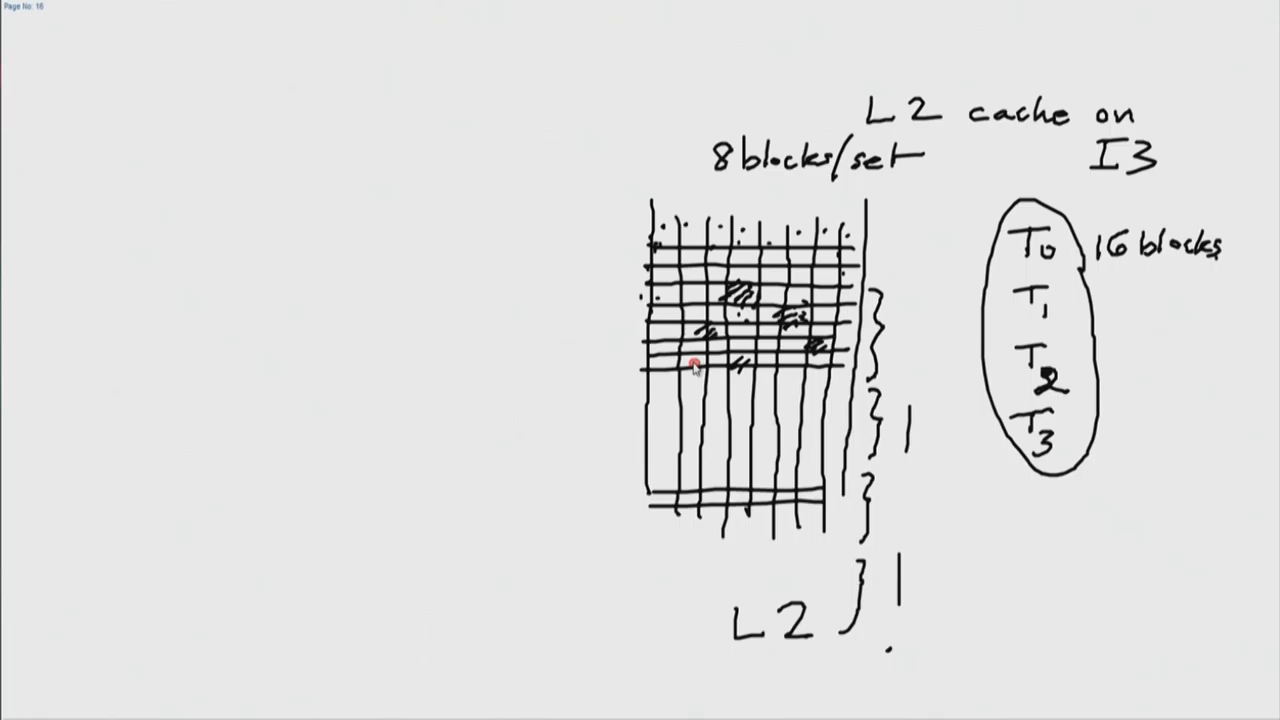 Page No: 16
L2 cache on
8 blocks/set I3
T0 16 blocks
T1
T2
T3
L2